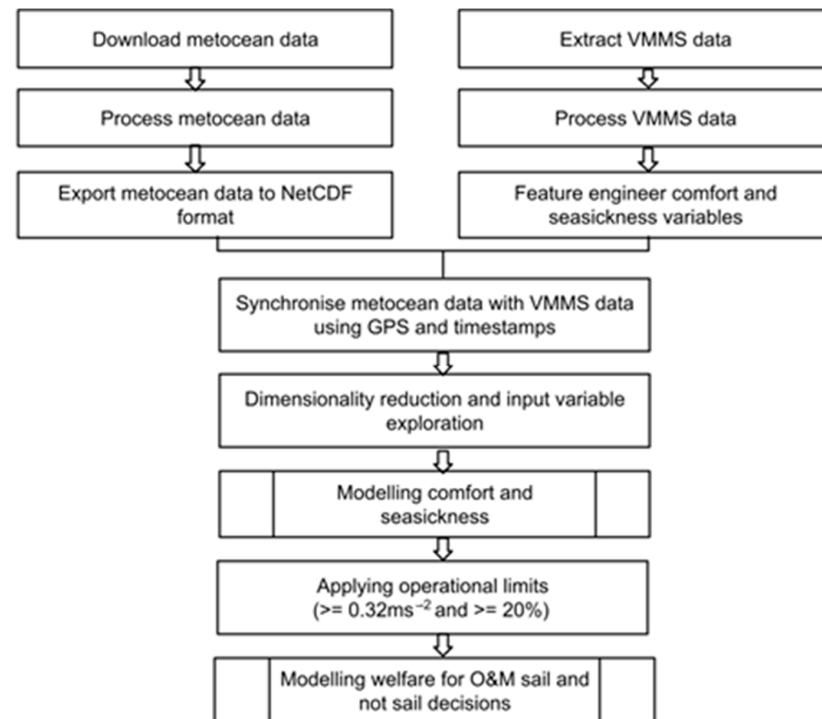 Download metocean data
Process metocean data
Export metocean data to NetCDF
format
Extract VMMS data
Process VMMS data
Feature engineer comfort and
seasickness variables
Synchronise metocean data with VMMS data
using GPS and timestamps
Dimensionality reduction and input variable
exploration
Modelling comfort and
seasickness
Applying operational limits
(>= 0.32ms⁻² and >= 20%)
Modelling welfare for O&M sail and
not sail decisions